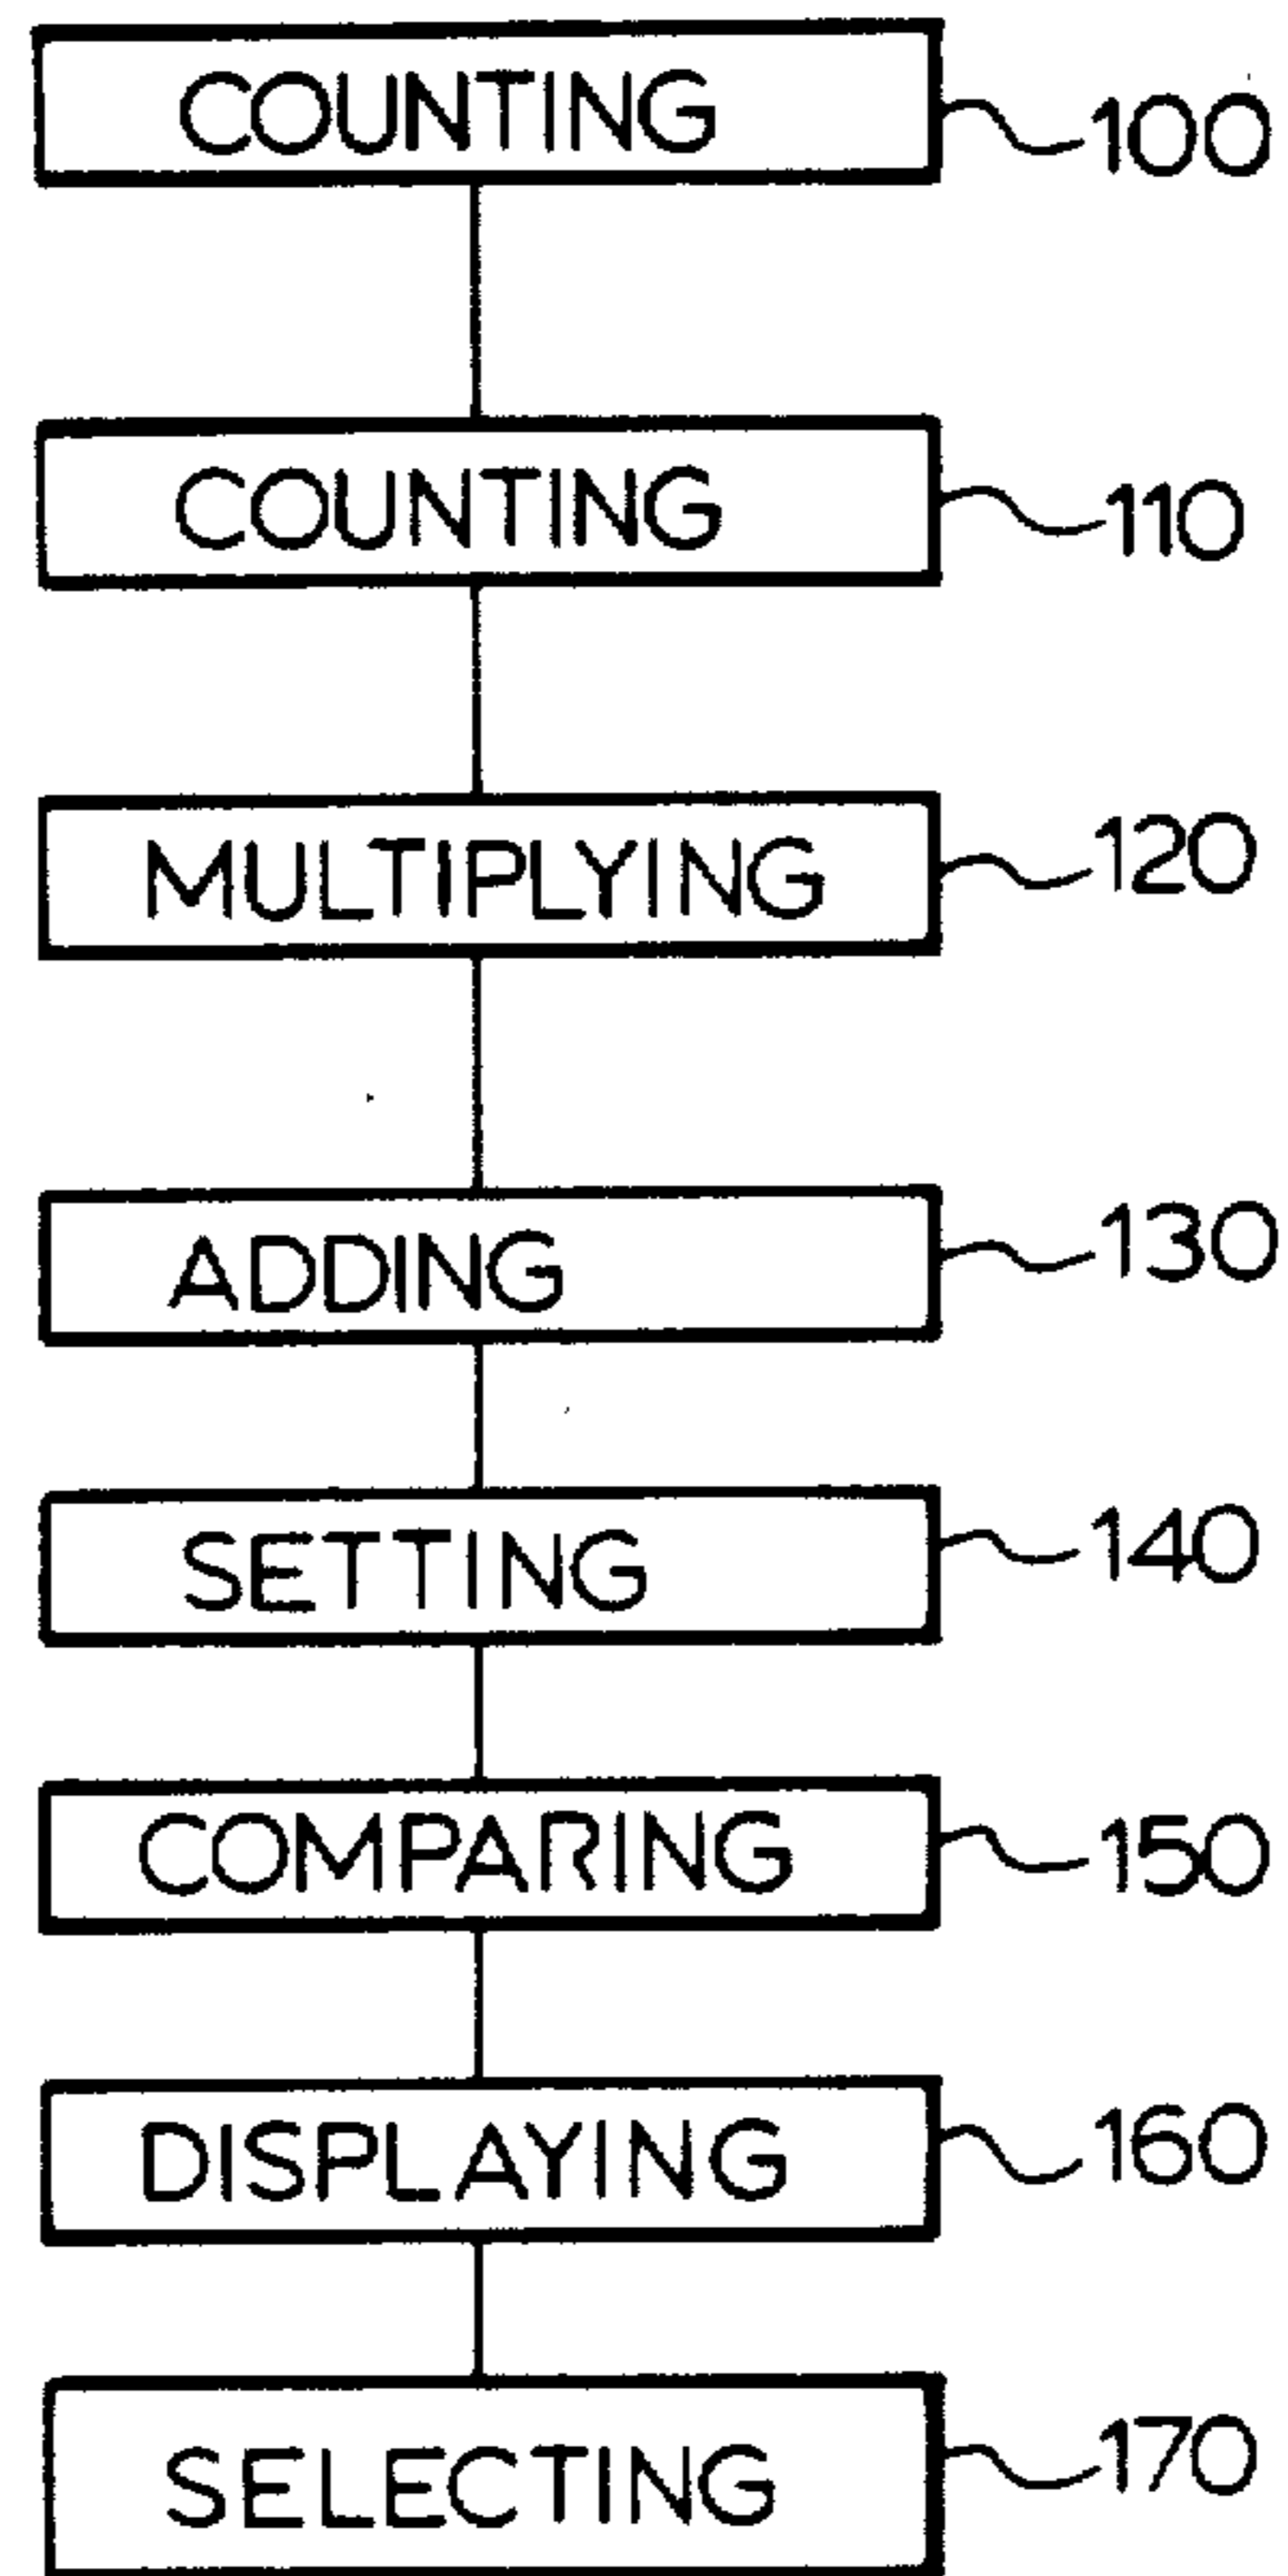 COUNTING 100
COUNTING 110
MULTIPLYING 120
ADDING 130
SETTING 140
COMPARING 150
DISPLAYING 160
SELECTING 170